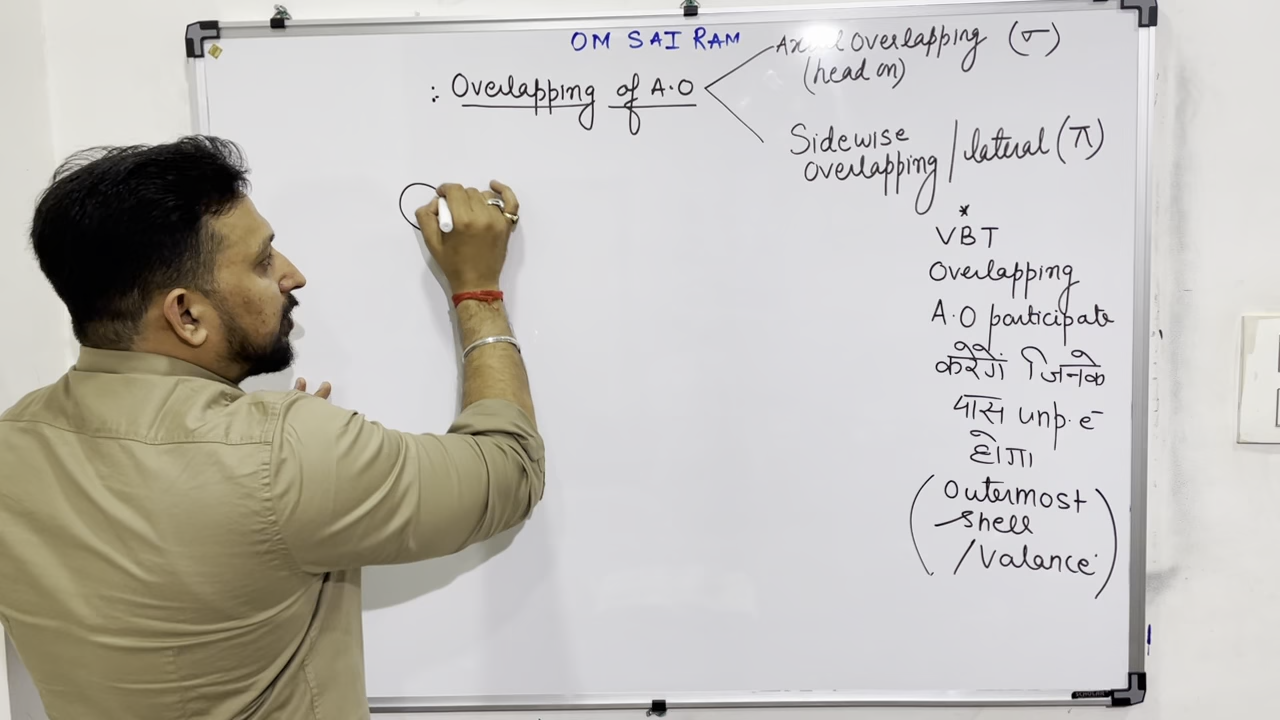 OM SAI RAM
: Overlapping of A.O
Axial overlapping (σ)
(head on)
Sidewise
overlapping / lateral (π)
*
VBT
Overlapping
A.O participate
करेगें जिनके
पास unp. e⁻
होगा
(Outermost
shell
/Valance)